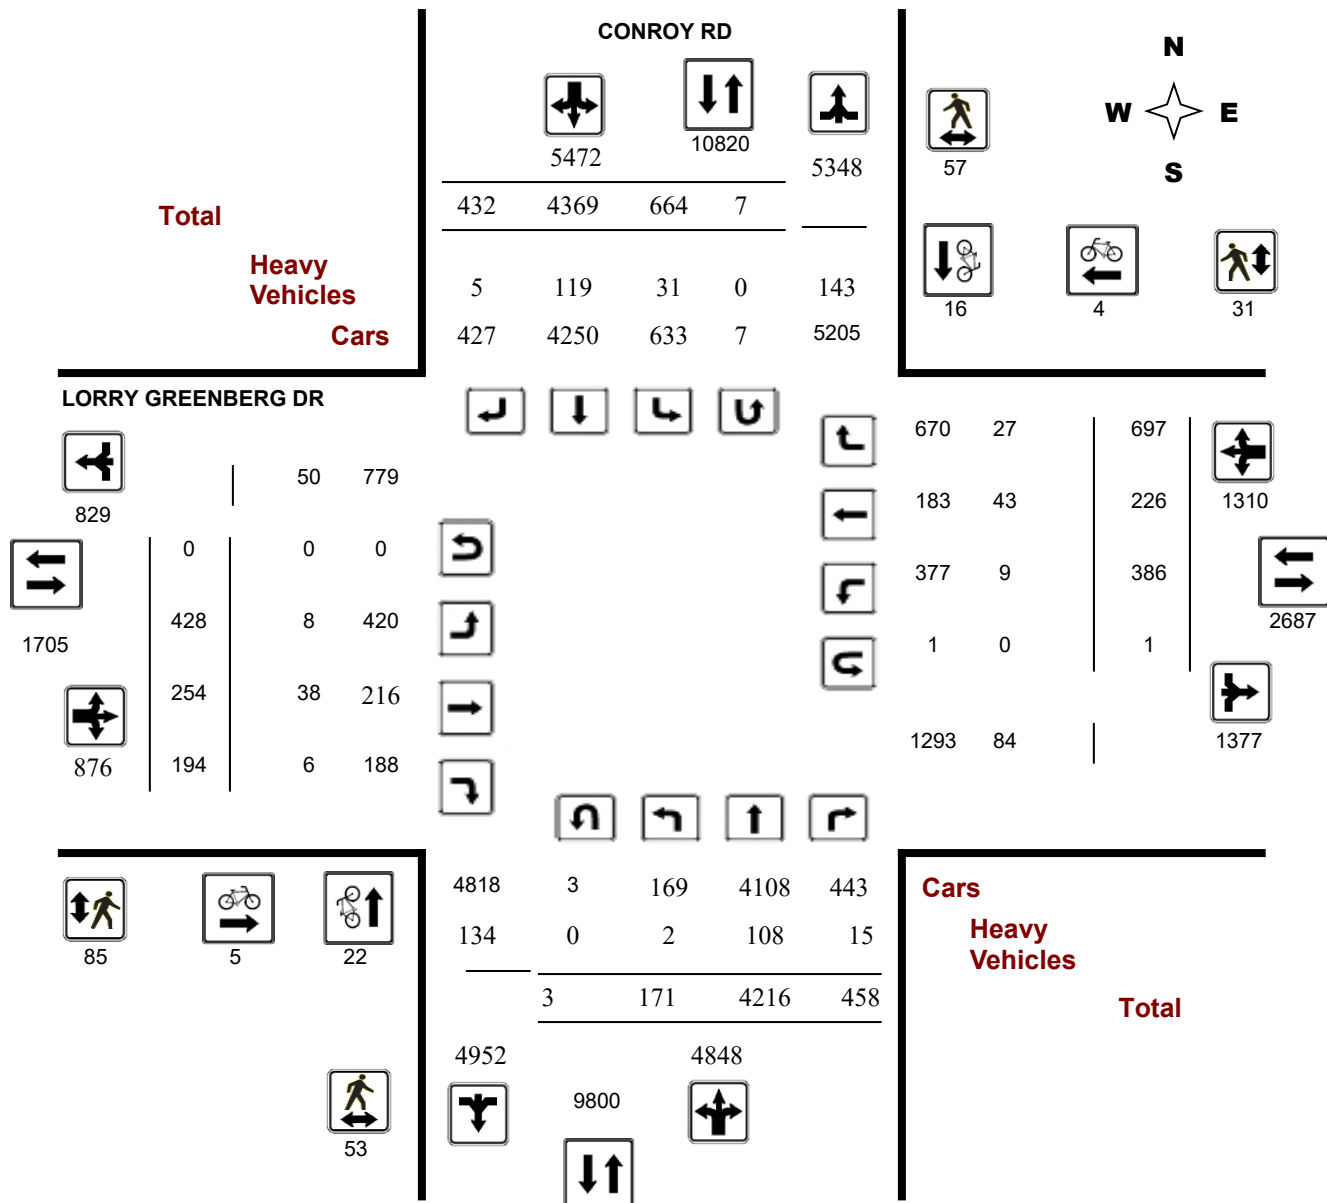 CONROY RD
N
W E
S
5472 10820 5348 57
Total 432 4369 664 7
Heavy
Vehicles 5 119 31 0 143
16 4 31
Cars 427 4250 633 7 5205
LORRY GREENBERG DR
670 27 697
50 779
829
183 43 226 1310
0 0 0
377 9 386
428 8 420 2687
1705
1 0 1
254 38 216
1293 84 1377
876 194 6 188
4818 3 169 4108 443 Cars
134 0 2 108 15 Heavy
Vehicles
85 5 22
3 171 4216 458 Total
4952 4848
9800
53